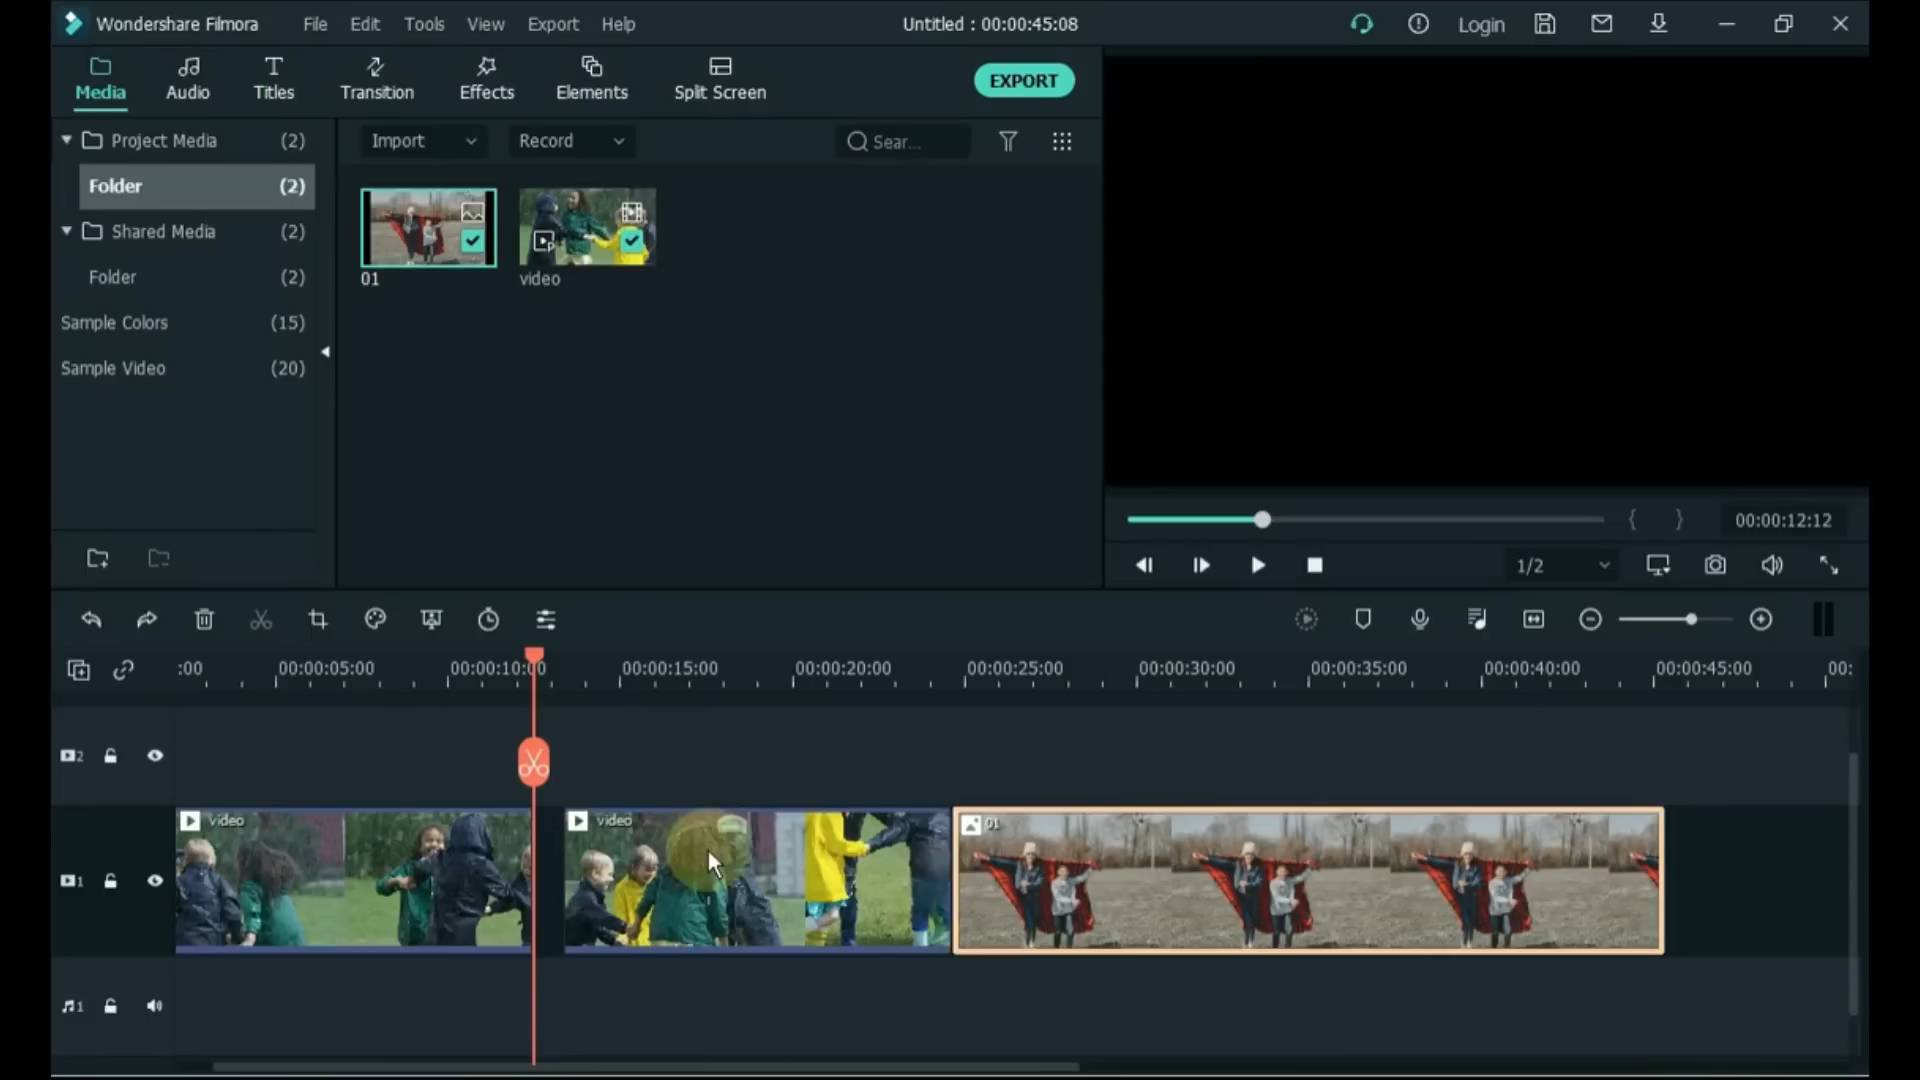 Wondershare Filmora File Edit Tools View Export Help Untitled : 00:00:45:08 Login
Media Audio Titles Transition Effects Elements Split Screen EXPORT
Project Media (2)
Folder (2)
Shared Media (2)
Folder (2)
Sample Colors (15)
Sample Video (20)
Import Record Sear...
01 video
00:00:12:12
1/2
:00 00:00:05:00 00:00:10:00 00:00:15:00 00:00:20:00 00:00:25:00 00:00:30:00 00:00:35:00 00:00:40:00 00:00:45:00 00:
2
video video 01
1
1